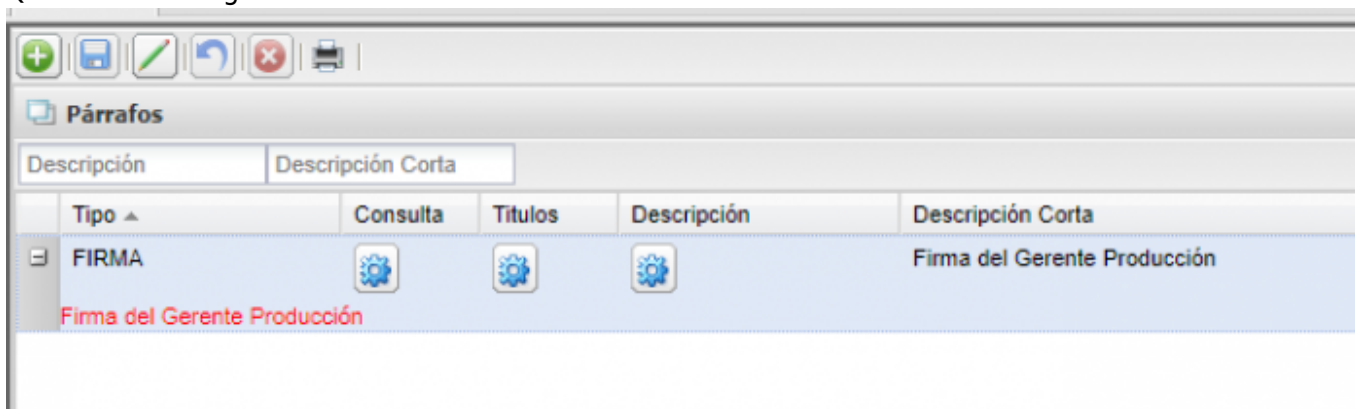 Párrafos
Descripción Descripción Corta
Tipo Consulta Titulos Descripción Descripción Corta
FIRMA Firma del Gerente Producción
Firma del Gerente Producción